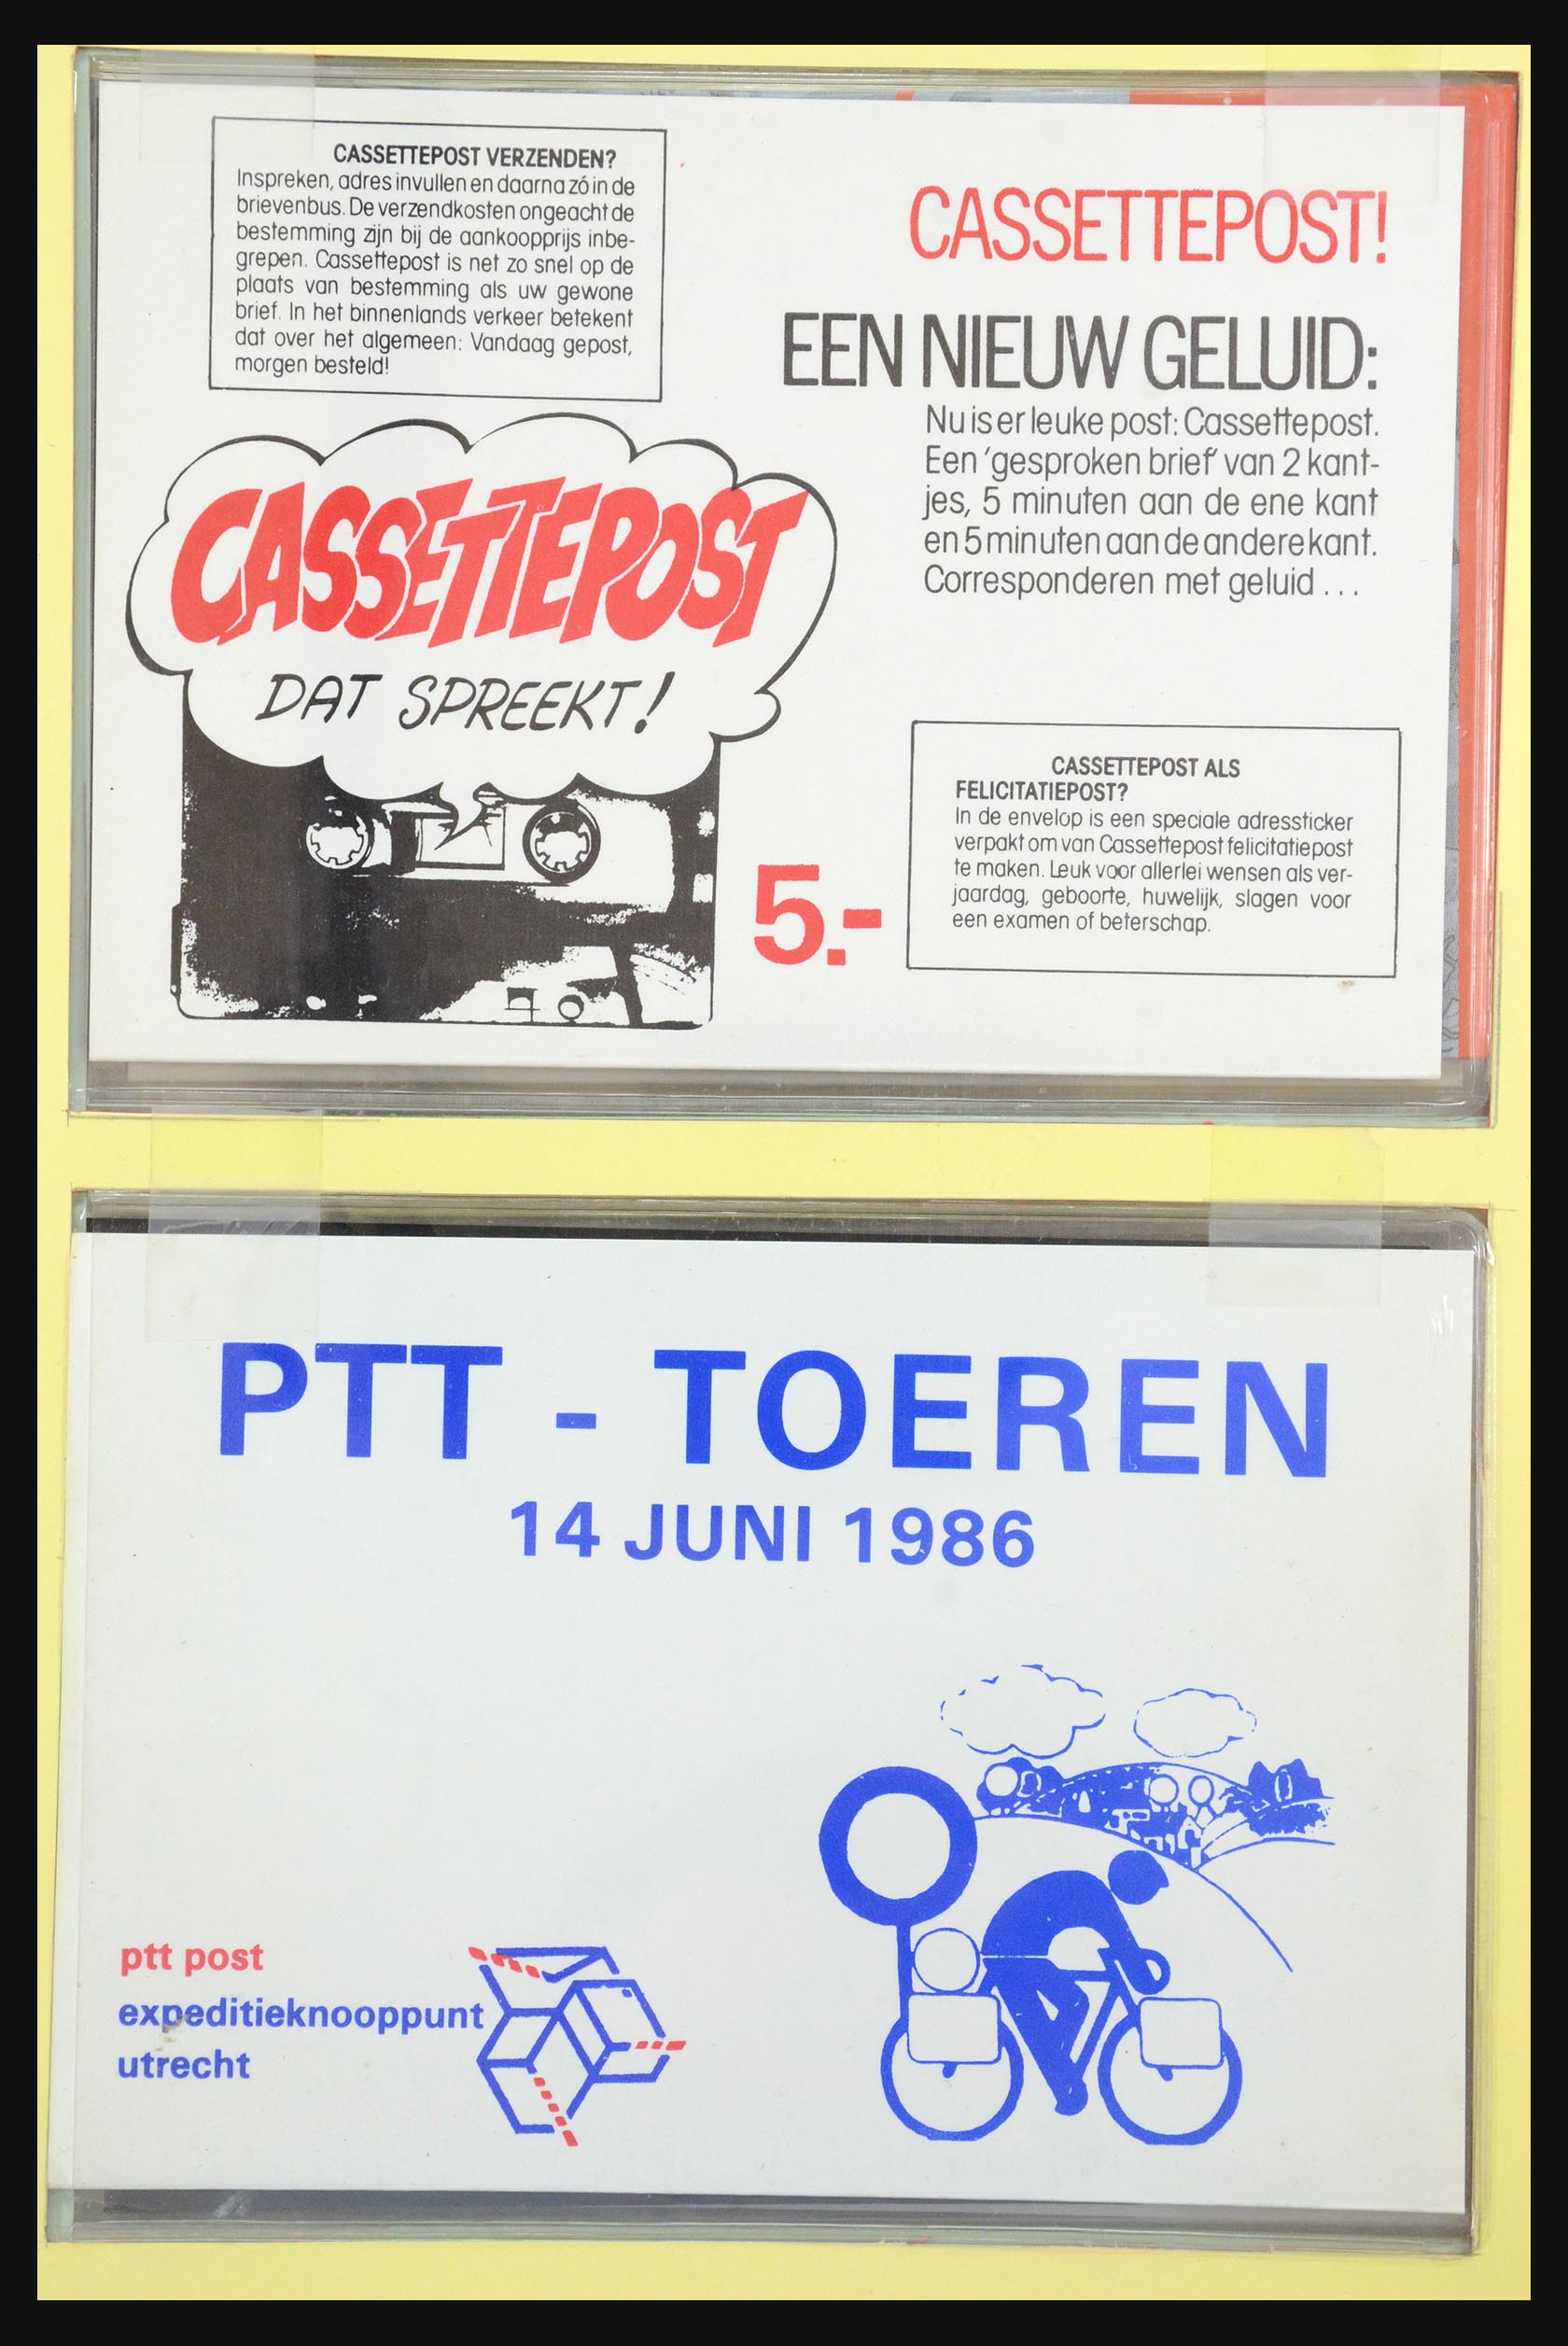 CASSETTEPOST VERZENDEN?
Inspreken, adres invullen en daarna zó in de
brievenbus. De verzendkosten ongeacht de
bestemming zijn bij de aankoopprijs inbe-
grepen. Cassettepost is net zo snel op de
plaats van bestemming als uw gewone
brief. In het binnenlands verkeer betekent
dat over het algemeen: Vandaag gepost,
morgen besteld!
CASSETTEPOST!
EEN NIEUW GELUID:
Nu is er leuke post: Cassettepost.
Een 'gesproken brief' van 2 kant-
jes, 5 minuten aan de ene kant
en 5 minuten aan de andere kant.
Corresponderen met geluid ...
CASSETTEPOST
DAT SPREEKT!
5.-
CASSETTEPOST ALS
FELICITATIEPOST?
In de envelop is een speciale adressticker
verpakt om van Cassettepost felicitatiepost
te maken. Leuk voor allerlei wensen als ver-
jaardag, geboorte, huwelijk, slagen voor
een examen of beterschap.
PTT - TOEREN
14 JUNI 1986
ptt post
expeditieknooppunt
utrecht